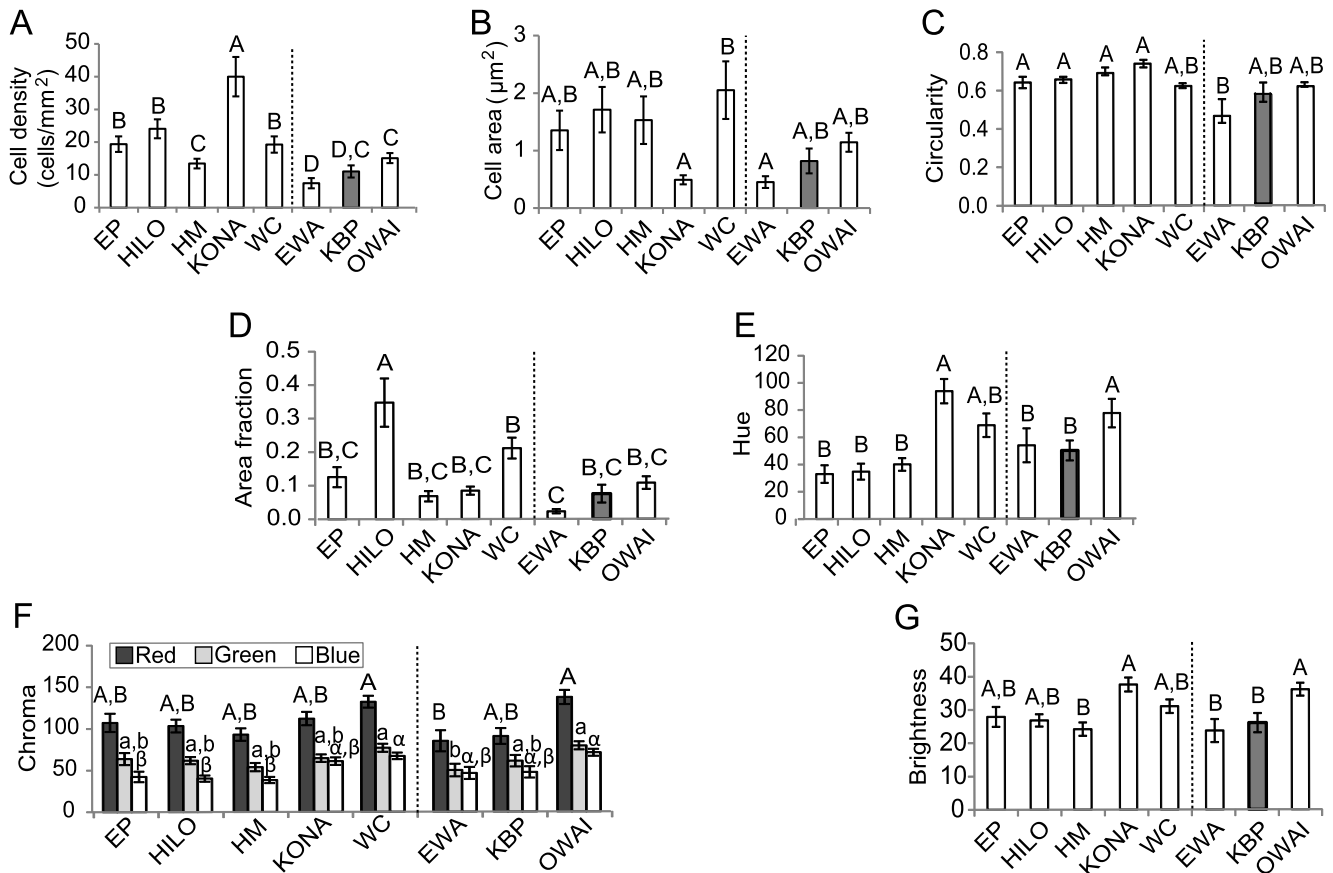 A
Cell density
(cells/mm²)
50
40
30
20
10
0
B
B
C
A
B
D
D,C
C
EP
HILO
HM
KONA
WC
EWA
KBP
OWAI
B
Cell area (µm²)
3
2
1
0
A,B
A,B
A,B
A
B
A
A,B
A,B
EP
HILO
HM
KONA
WC
EWA
KBP
OWAI
C
Circularity
0.8
0.6
0.4
0.2
0.0
A
A
A
A
A,B
B
A,B
A,B
EP
HILO
HM
KONA
WC
EWA
KBP
OWAI
D
Area fraction
0.5
0.4
0.3
0.2
0.1
0.0
B,C
A
B,C
B,C
B
C
B,C
B,C
EP
HILO
HM
KONA
WC
EWA
KBP
OWAI
E
Hue
120
100
80
60
40
20
0
B
B
B
A
A,B
B
B
A
EP
HILO
HM
KONA
WC
EWA
KBP
OWAI
F
Chroma
200
150
100
50
0
Red Green Blue
A,B
a,b
β
A,B
a,b
β
A,B
a,b
β
A,B
a,b
α,β
A
a
α
B
b
α,β
A,B
a,b
α,β
A
a
α
EP
HILO
HM
KONA
WC
EWA
KBP
OWAI
G
Brightness
50
40
30
20
10
0
A,B
A,B
B
A
A,B
B
B
A
EP
HILO
HM
KONA
WC
EWA
KBP
OWAI